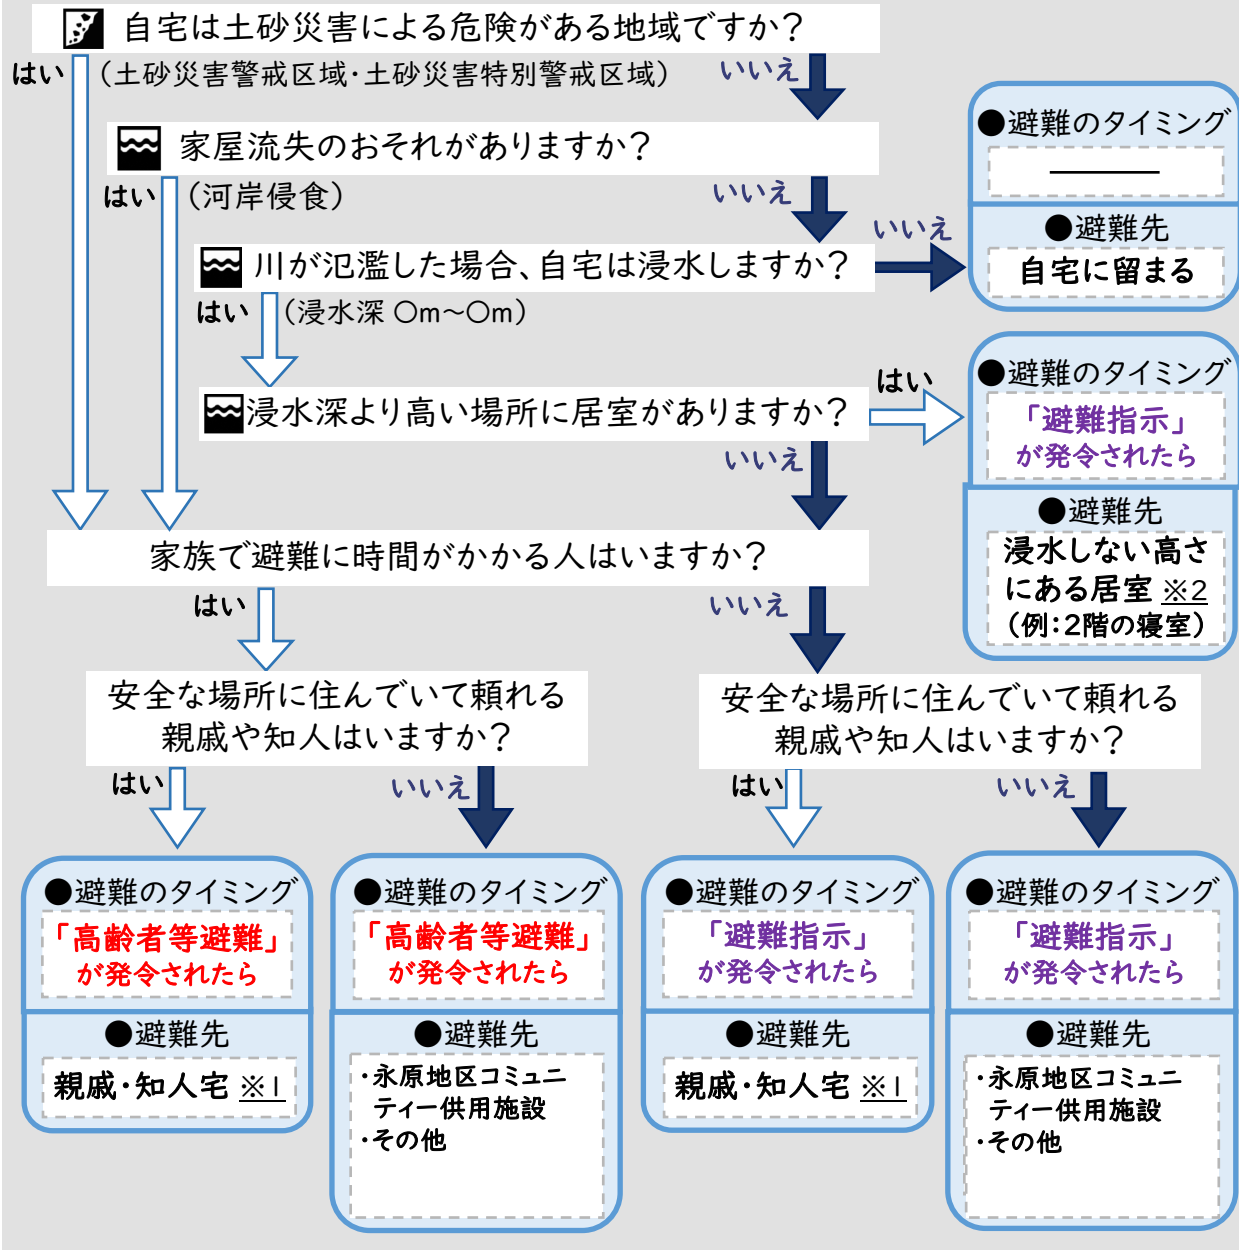 自宅は土砂災害による危険がある地域ですか？
はい
(土砂災害警戒区域・土砂災害特別警戒区域)
いいえ
家屋流失のおそれがありますか？
はい
(河岸侵食)
いいえ
川が氾濫した場合、自宅は浸水しますか？
いいえ
はい
(浸水深 〇m～〇m)
●避難のタイミング
————
●避難先
自宅に留まる
浸水深より高い場所に居室がありますか？
はい
いいえ
●避難のタイミング
「避難指示」
が発令されたら
●避難先
浸水しない高さ
にある居室 ※2
(例：2階の寝室)
家族で避難に時間がかかる人はいますか？
はい
いいえ
安全な場所に住んでいて頼れる
親戚や知人はいますか？
はい
いいえ
安全な場所に住んでいて頼れる
親戚や知人はいますか？
はい
いいえ
●避難のタイミング
「高齢者等避難」
が発令されたら
●避難先
親戚・知人宅 ※1
●避難のタイミング
「高齢者等避難」
が発令されたら
●避難先
・永原地区コミュニ
ティー供用施設
・その他
●避難のタイミング
「避難指示」
が発令されたら
●避難先
親戚・知人宅 ※1
●避難のタイミング
「避難指示」
が発令されたら
●避難先
・永原地区コミュニ
ティー供用施設
・その他